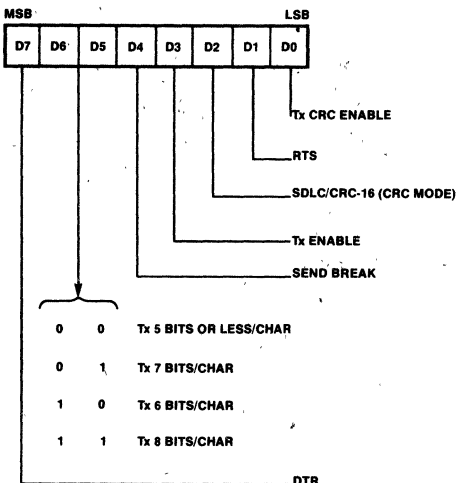 MSB LSB
D7 D6 D5 D4 D3 D2 D1 D0
Tx CRC ENABLE
RTS
SDLC/CRC-16 (CRC MODE)
Tx ENABLE
SEND BREAK
0 0 Tx 5 BITS OR LESS/CHAR
0 1 Tx 7 BITS/CHAR
1 0 Tx 6 BITS/CHAR
1 1 Tx 8 BITS/CHAR
DTR